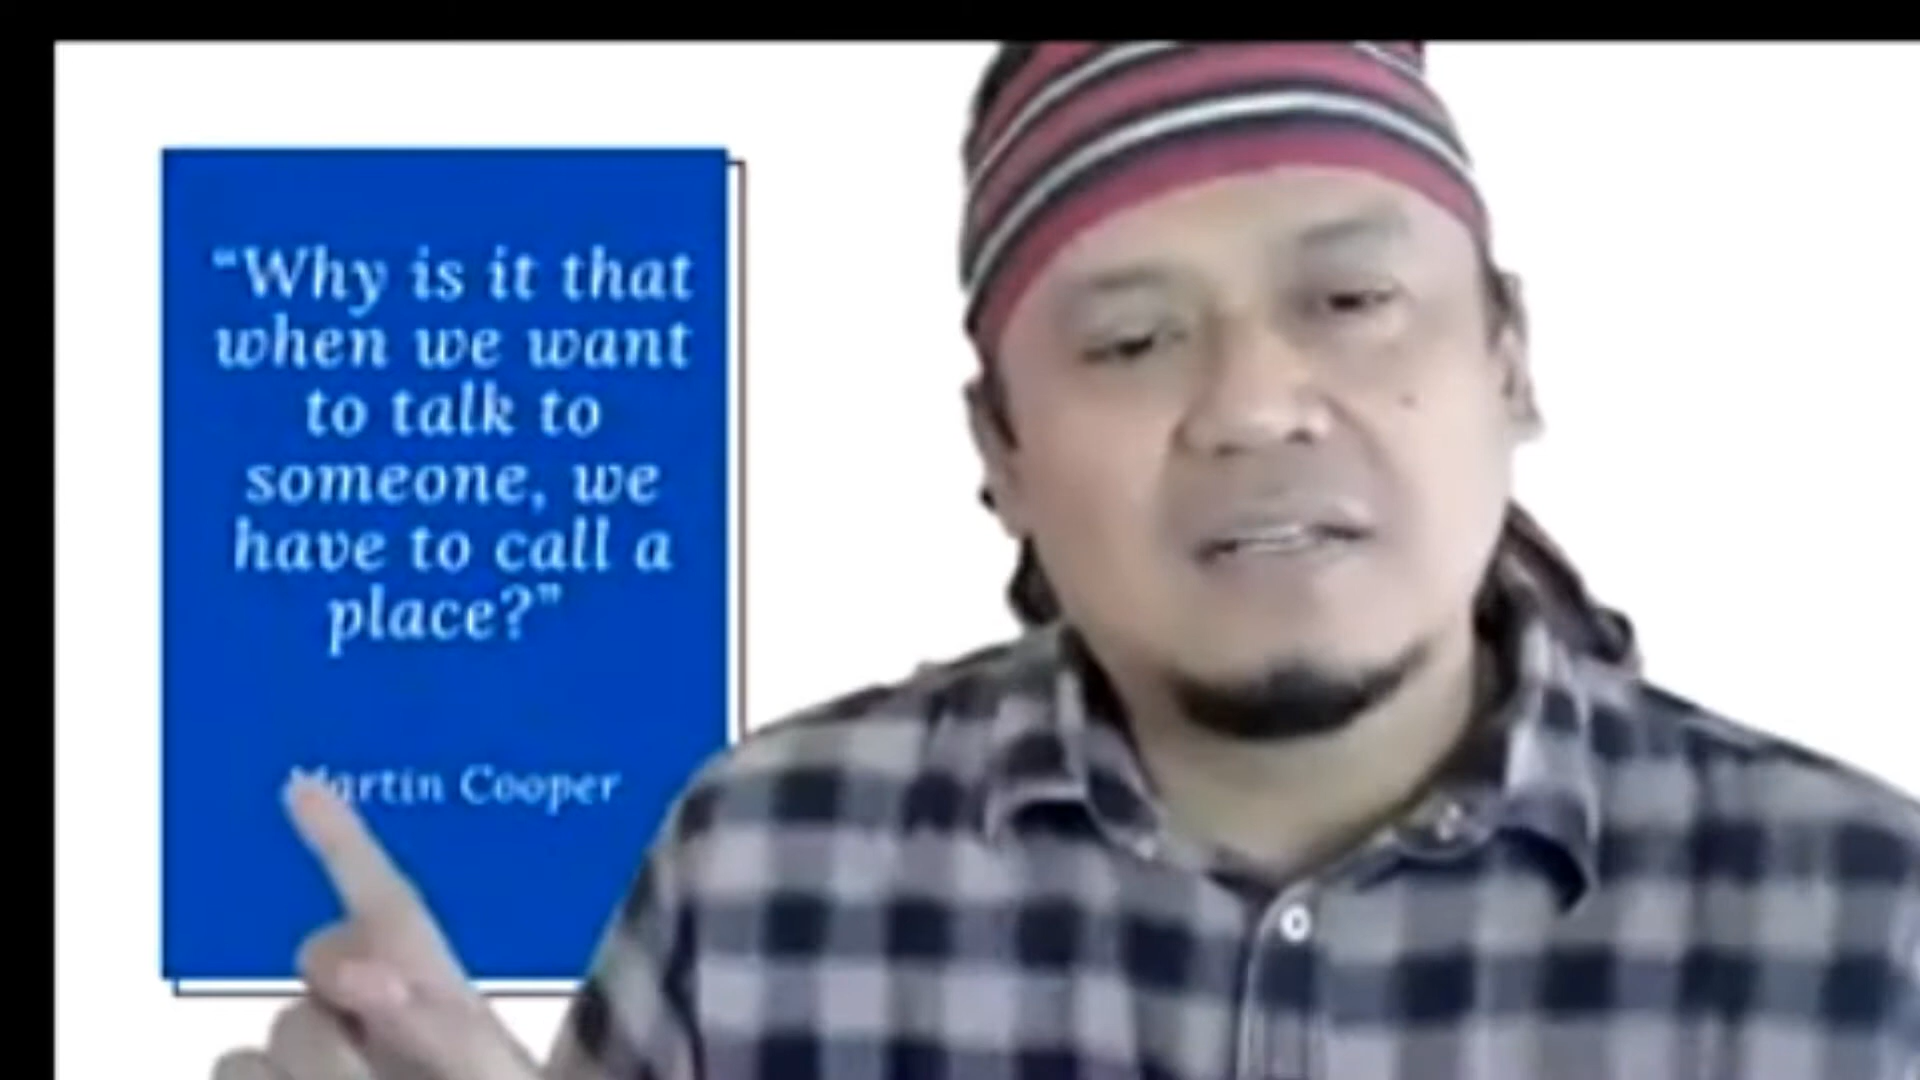 “Why is it that
when we want
to talk to
someone, we
have to call a
place?”
Martin Cooper